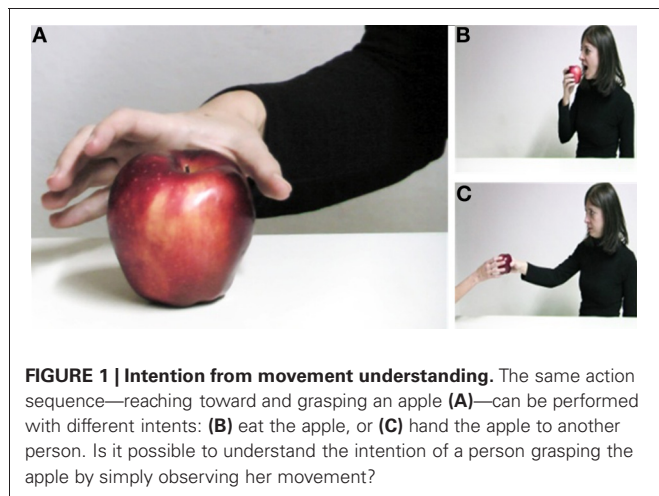 A
B
C
FIGURE 1 | Intention from movement understanding. The same action
sequence—reaching toward and grasping an apple (A)—can be performed
with different intents: (B) eat the apple, or (C) hand the apple to another
person. Is it possible to understand the intention of a person grasping the
apple by simply observing her movement?